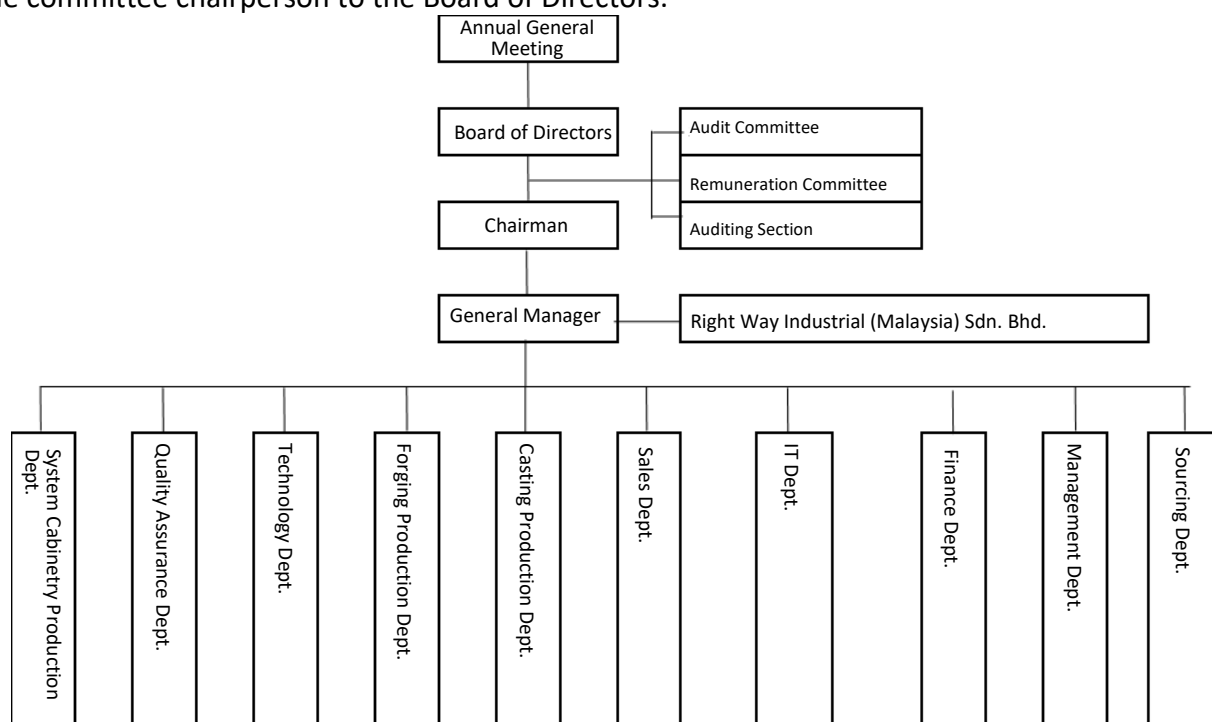 e committee chairperson to the Board of Directors.
Annual General
Meeting
Board of Directors
Audit Committee
Remuneration Committee
Chairman
Auditing Section
General Manager
Right Way Industrial (Malaysia) Sdn. Bhd.
System Cabinetry Production
Dept.
Quality Assurance Dept.
Technology Dept.
Forging Production Dept.
Casting Production Dept.
Sales Dept.
IT Dept.
Finance Dept.
Management Dept.
Sourcing Dept.